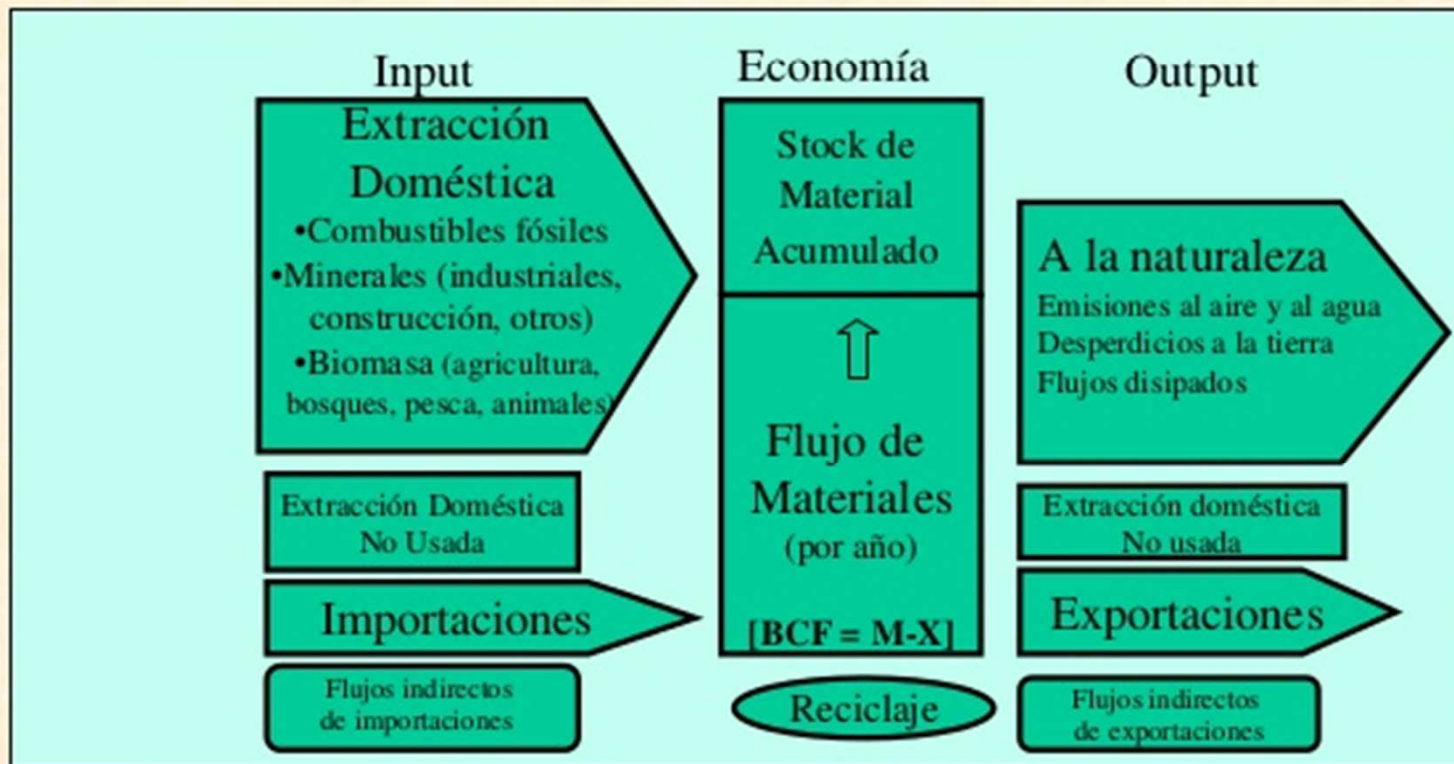 Input
Extracción
Doméstica
•Combustibles fósiles
•Minerales (industriales,
construcción, otros)
•Biomasa (agricultura,
bosques, pesca, animales)
Extracción Doméstica
No Usada
Importaciones
Flujos indirectos
de importaciones
Economía
Stock de
Material
Acumulado
Flujo de
Materiales
(por año)
[BCF = M-X]
Reciclaje
Output
A la naturaleza
Emisiones al aire y al agua
Desperdicios a la tierra
Flujos disipados
Extracción doméstica
No usada
Exportaciones
Flujos indirectos
de exportaciones